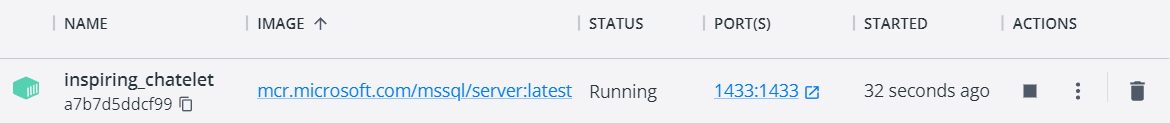 NAME IMAGE ↑ STATUS PORT(S) STARTED ACTIONS
inspiring_chatelet
a7b7d5ddcf99 mcr.microsoft.com/mssql/server:latest Running 1433:1433 32 seconds ago